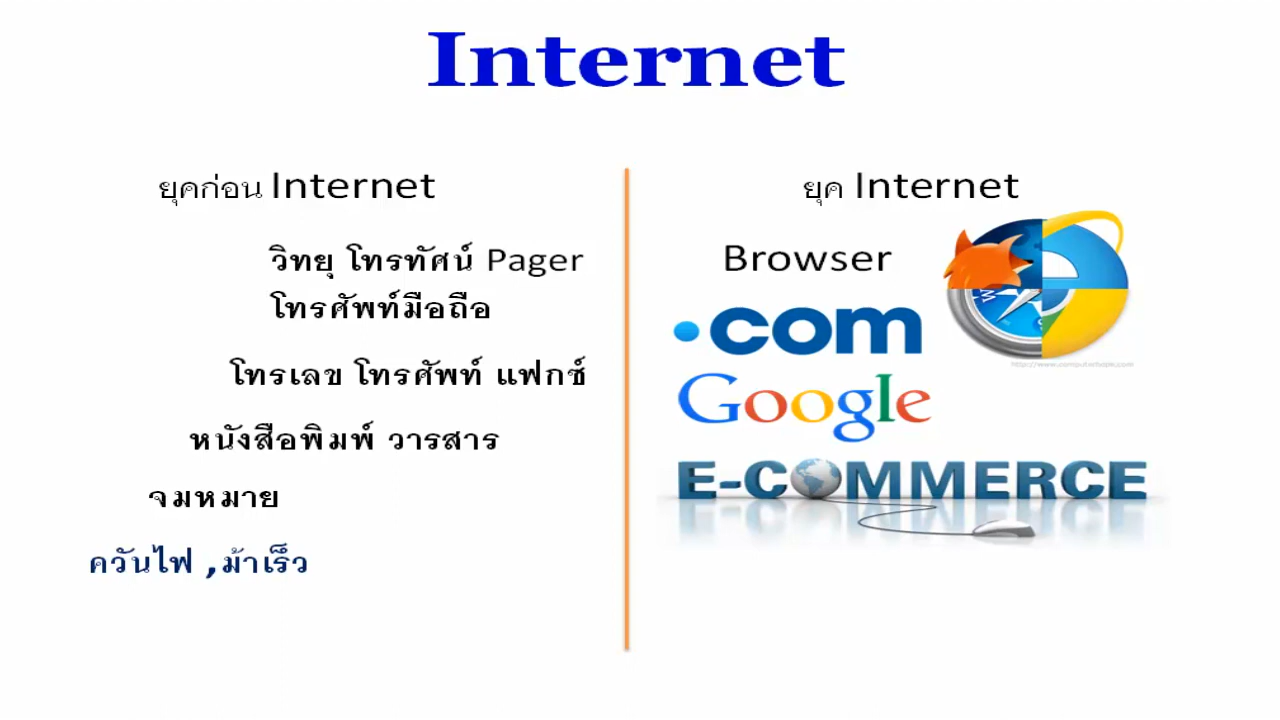 Internet
ยุคก่อน Internet
วิทยุ โทรทัศน์ Pager
โทรศัพท์มือถือ
โทรเลข โทรศัพท์ แฟกซ์
หนังสือพิมพ์ วารสาร
จมหมาย
ควันไฟ ,ม้าเร็ว
ยุค Internet
Browser
.com
Google
E-COMMERCE